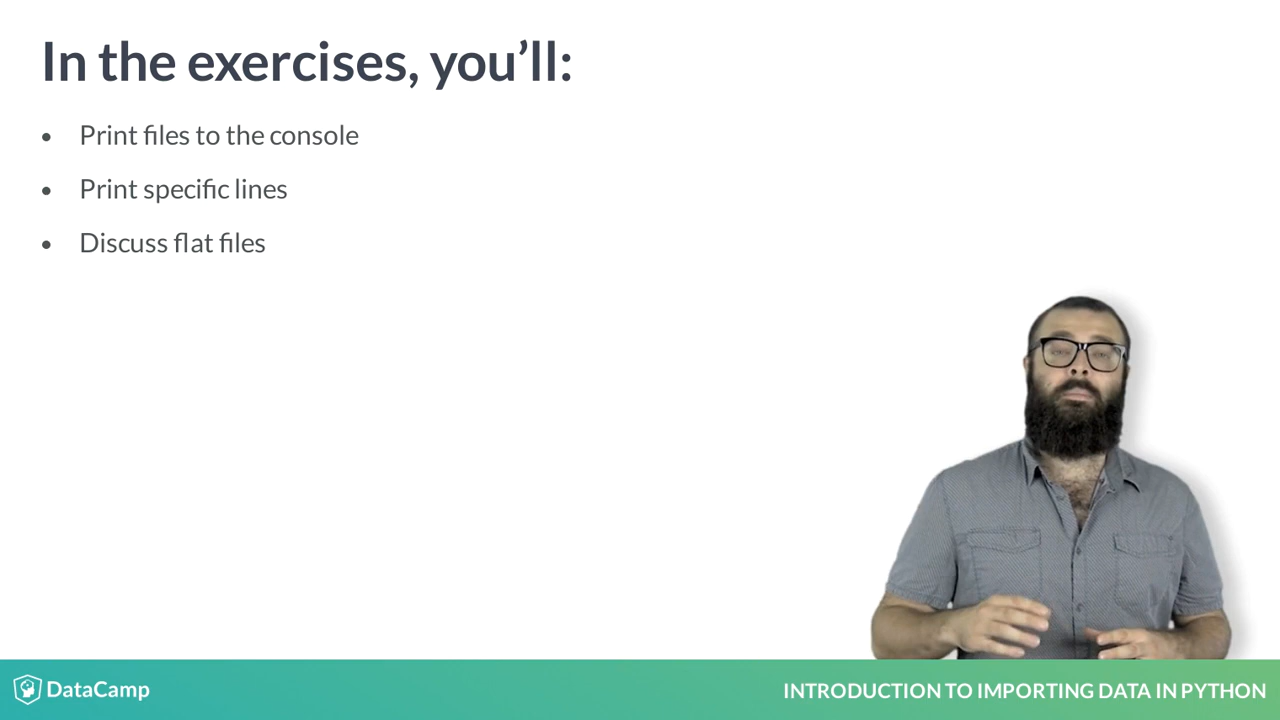 In the exercises, you’ll:
• Print files to the console
• Print specific lines
• Discuss flat files
DataCamp
INTRODUCTION TO IMPORTING DATA IN PYTHON